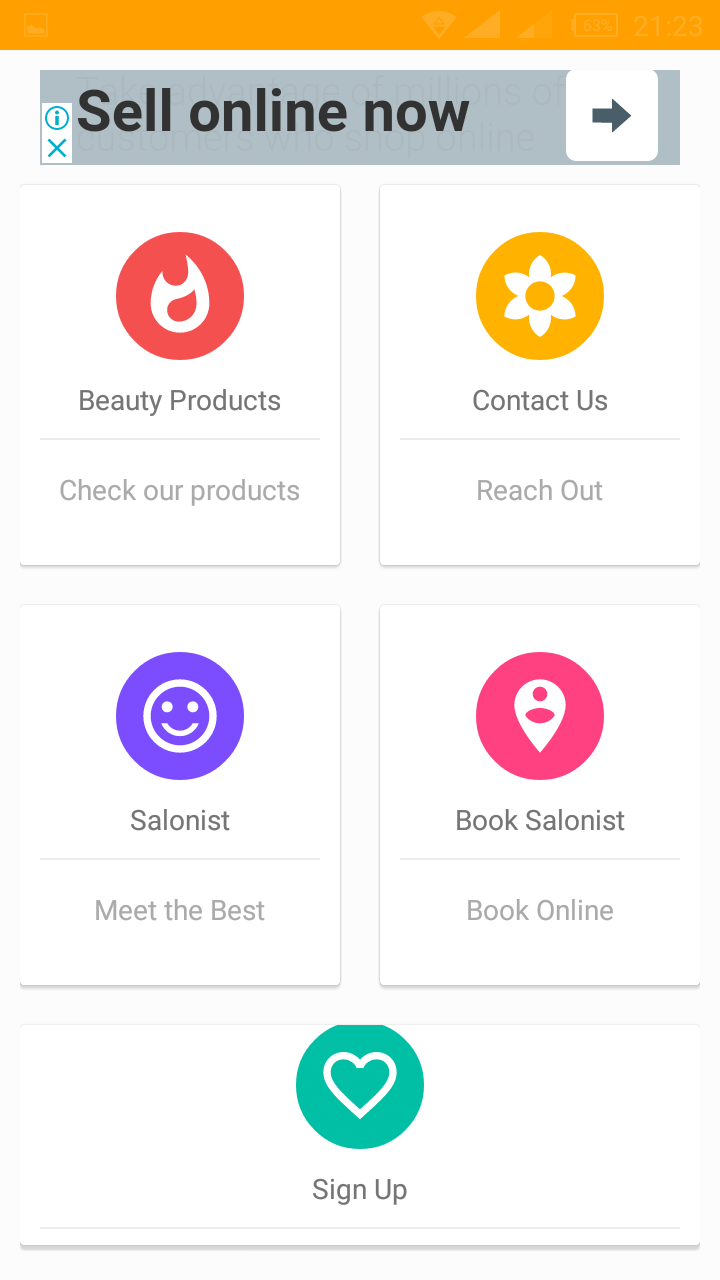 63% 21:23
Take advantage of millions of
Sell online now
customers who shop online
Beauty Products
Check our products
Contact Us
Reach Out
Salonist
Meet the Best
Book Salonist
Book Online
Sign Up